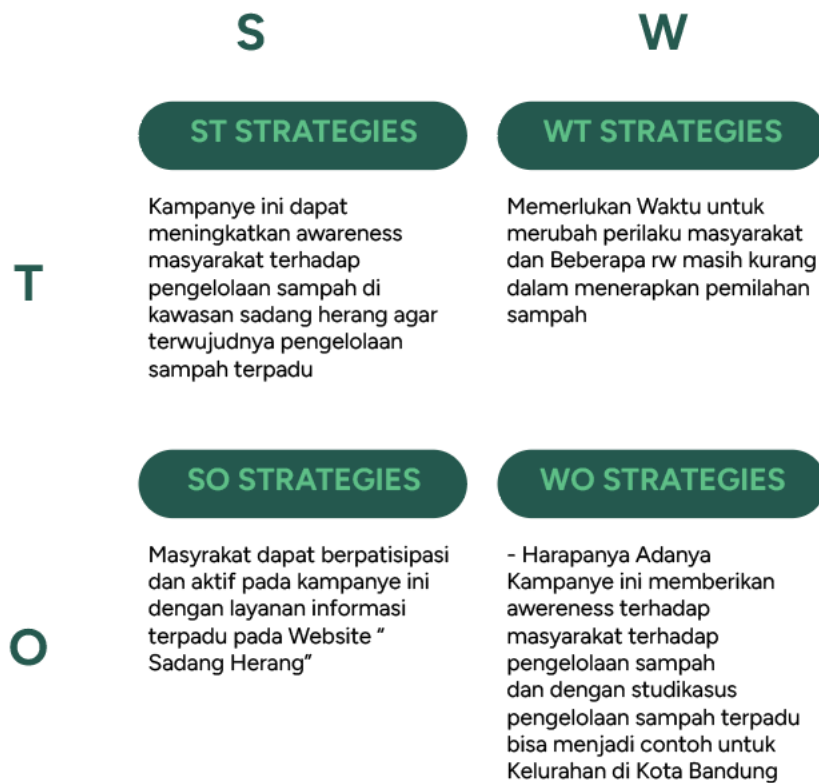 S
W
ST STRATEGIES
WT STRATEGIES
T
Kampanye ini dapat
meningkatkan awareness
masyarakat terhadap
pengelolaan sampah di
kawasan sadang herang agar
terwujudnya pengelolaan
sampah terpadu
Memerlukan Waktu untuk
merubah perilaku masyarakat
dan Beberapa rw masih kurang
dalam menerapkan pemilahan
sampah
SO STRATEGIES
WO STRATEGIES
O
Masyrakat dapat berpatisipasi
dan aktif pada kampanye ini
dengan layanan informasi
terpadu pada Website “
Sadang Herang”
- Harapanya Adanya
Kampanye ini memberikan
awereness terhadap
masyarakat terhadap
pengelolaan sampah
dan dengan studikasus
pengelolaan sampah terpadu
bisa menjadi contoh untuk
Kelurahan di Kota Bandung